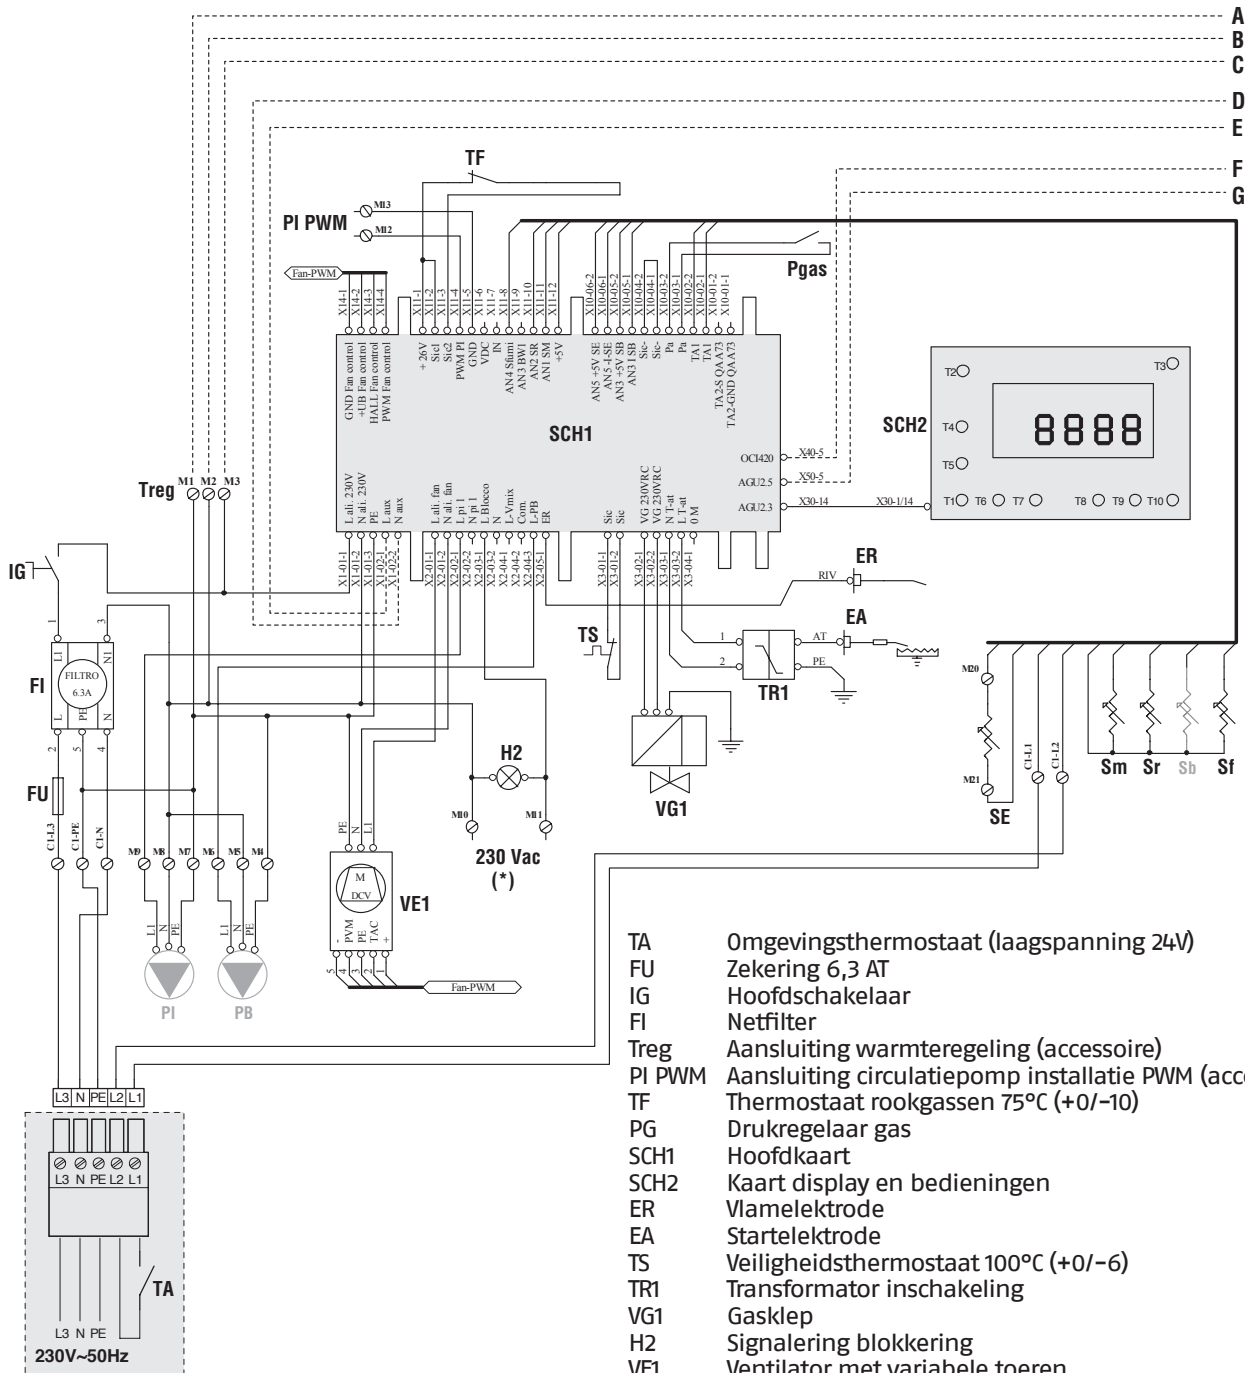 A
B
C
D
E
F
G
TF
PI PWM
M13
M12
Fan-PWM
Pgas
X14-1
X14-2
X14-3
X14-4
X11-1
X11-2
X11-3
X11-4
X11-5
X11-6
X11-7
X11-8
X11-9
X11-10
X11-11
X11-12
X10-06-2
X10-06-1
X10-05-2
X10-05-1
X10-04-2
X10-04-1
X10-03-2
X10-03-1
X10-02-2
X10-02-1
X10-01-2
X10-01-1
GND Fan control
+UB Fan control
HALL Fan control
PWM Fan control
+ 26V
Sic1
Sic2
PWM PI
GND
VDC
IN
AN4 Sfumi
AN3 BW1
AN2 SR
AN1 SM
+5V
AN5 +5V SE
AN5 -I-SE
AN3 +5V SB
AN3 I SB
Sic-
Sic-
Pa
Pa
TA1
TA1
TA2-S QAA73
TA2-GND QAA73
SCH1
SCH2
T2
T3
T4
T5
T1
T6
T7
T8
T9
T10
8888
OCI420
X40-5
AGU2.5
X50-5
AGU2.3
X30-14
X30-1/14
Treg
M1
M2
M3
L ali. 230V
N ali. 230V
PE
L aux
N aux
L ali. fan
N ali. fan
L pi 1
N pi 1
L Blocco
N
L-Vmix
Com.
L-PB
ER
Sic
Sic
VG 230VRC
VG 230VRC
N T-at
L T-at
0 M
X1-01-1
X1-01-2
X1-01-3
X1-02-1
X1-02-2
X2-01-1
X2-01-2
X2-02-1
X2-02-2
X2-03-1
X2-03-2
X2-04-1
X2-04-2
X2-04-3
X2-05-1
X3-01-1
X3-01-2
X3-02-1
X3-02-2
X3-03-1
X3-03-2
X3-04-1
IG
ER
RIV
EA
TS
1
AT
2
PE
TR1
VG1
1
3
L1
N1
FILTRO
6.3A
FI
L
PE
N
2
5
4
FU
C1-L3
C1-PE
C1-N
M9
M8
M7
M6
M5
M4
L1
N
PE
L1
N
PE
PI
PB
PE
N
L1
M
DCV
VE1
-
PVM
PE
TAC
+
5
4
3
2
1
Fan-PWM
H2
M10
M11
230 Vac
(*)
M20
M21
SE
C1-L1
C1-L2
Sm
Sr
Sb
Sf
L3 N PE L2 L1
L3 N PE L2 L1
TA
L3 N PE
230V~50Hz
TA Omgevingsthermostaat (laagspanning 24V)
FU Zekering 6,3 AT
IG Hoofdschakelaar
FI Netfilter
Treg Aansluiting warmteregeling (accessoire)
PI PWM Aansluiting circulatiepomp installatie PWM (acce
TF Thermostaat rookgassen 75°C (+0/-10)
PG Drukregelaar gas
SCH1 Hoofdkaart
SCH2 Kaart display en bedieningen
ER Vlamelektrode
EA Startelektrode
TS Veiligheidsthermostaat 100°C (+0/-6)
TR1 Transformator inschakeling
VG1 Gasklep
H2 Signalering blokkering
VE1 Ventilator met variabele toeren